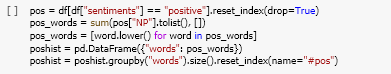 [ ] pos = df[df["sentiments"] == "positive"].reset_index(drop=True)
pos_words = sum(pos["NP"].tolist(), [])
pos_words = [word.lower() for word in pos_words]
poshist = pd.DataFrame({"words": pos_words})
poshist = poshist.groupby("words").size().reset_index(name="#pos")